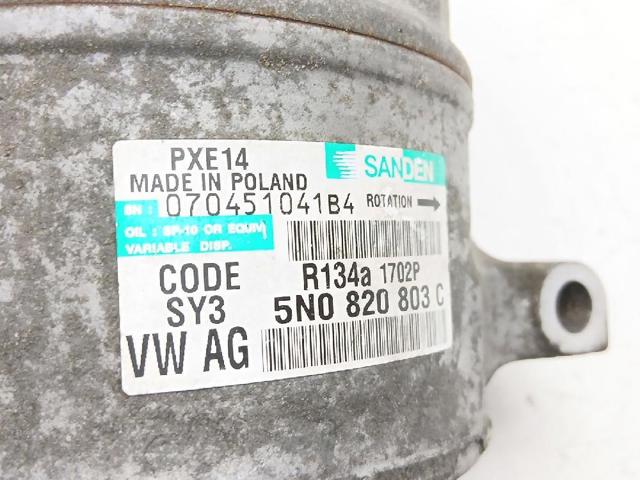 PXE14
SANDEN
MADE IN POLAND
SN: 070451041B4 ROTATION
OIL: SP-10 OR EQUIV
VARIABLE DISP.
CODE R134a 1702P
SY3 5N0 820 803 C
VW AG